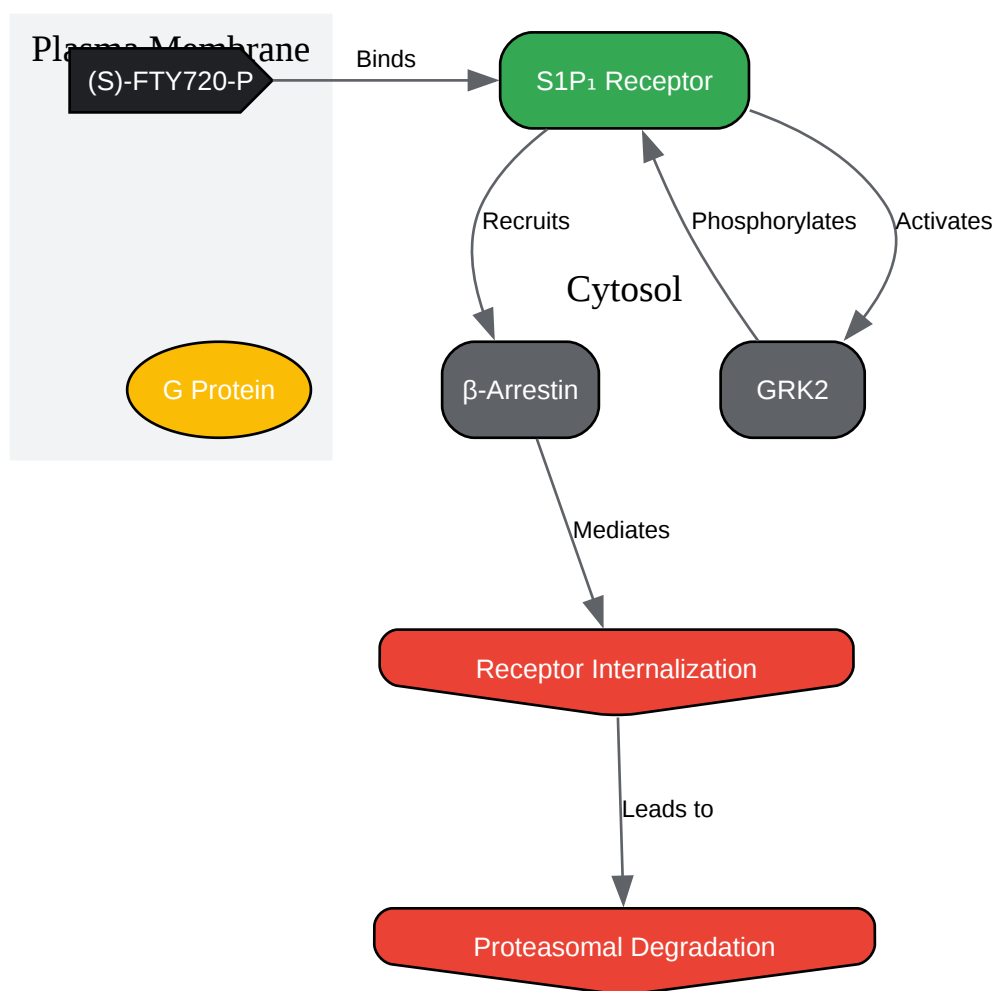 Plasma Membrane
(S)-FTY720-P
Binds
S1P₁ Receptor
Recruits
Phosphorylates
Activates
Cytosol
G Protein
β-Arrestin
GRK2
Mediates
Receptor Internalization
Leads to
Proteasomal Degradation